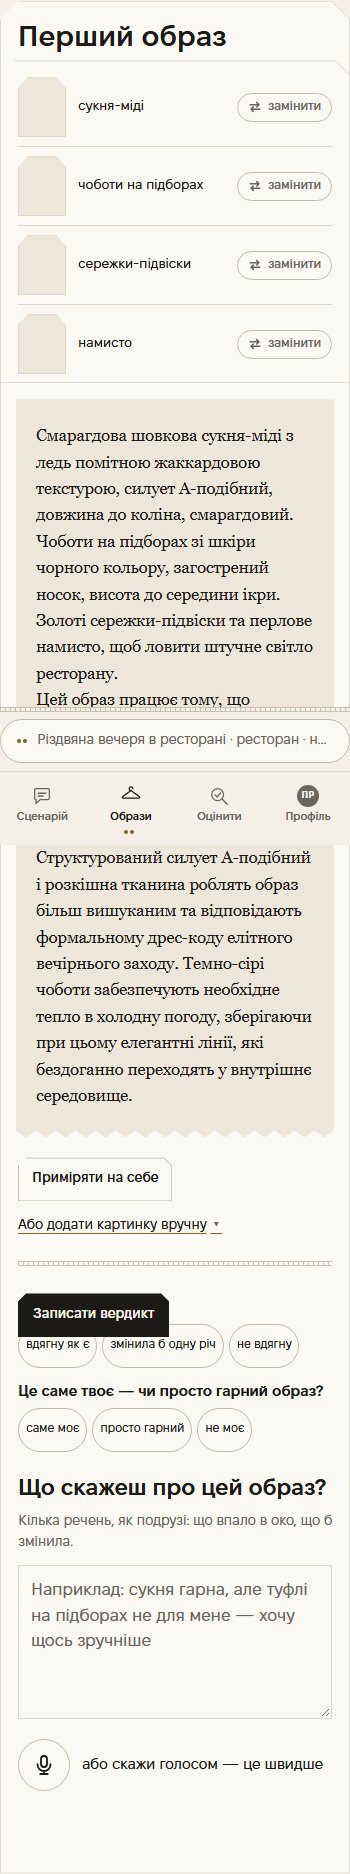 Перший образ
сукня-міді
замінити
чоботи на підборах
замінити
сережки-підвіски
замінити
намисто
замінити
Смарагдова шовкова сукня-міді з
ледь помітною жаккардовою
текстурою, силует А-подібний,
довжина до коліна, смарагдовий.
Чоботи на підборах зі шкіри
чорного кольору, загострений
носок, висота до середини ікри.
Золоті сережки-підвіски та перлове
намисто, щоб ловити штучне світло
ресторану.
Цей образ працює тому, що
Різдвяна вечеря в ресторані · ресторан · н...
Сценарій
Образи
Оцінити
ПР
Профіль
Структурований силует А-подібний
і розкішна тканина роблять образ
більш вишуканим та відповідають
формальному дрес-коду елітного
вечірнього заходу. Темно-сірі
чоботи забезпечують необхідне
тепло в холодну погоду, зберігаючи
при цьому елегантні лінії, які
бездоганно переходять у внутрішнє
середовище.
Приміряти на себе
Або додати картинку вручну
Записати вердикт
вдягну як є
змінила б одну річ
не вдягну
Це саме твоє — чи просто гарний образ?
саме моє
просто гарний
не моє
Що скажеш про цей образ?
Кілька речень, як подрузі: що впало в око, що б
змінила.
Наприклад: сукня гарна, але туфлі
на підборах не для мене — хочу
щось зручніше
або скажи голосом — це швидше